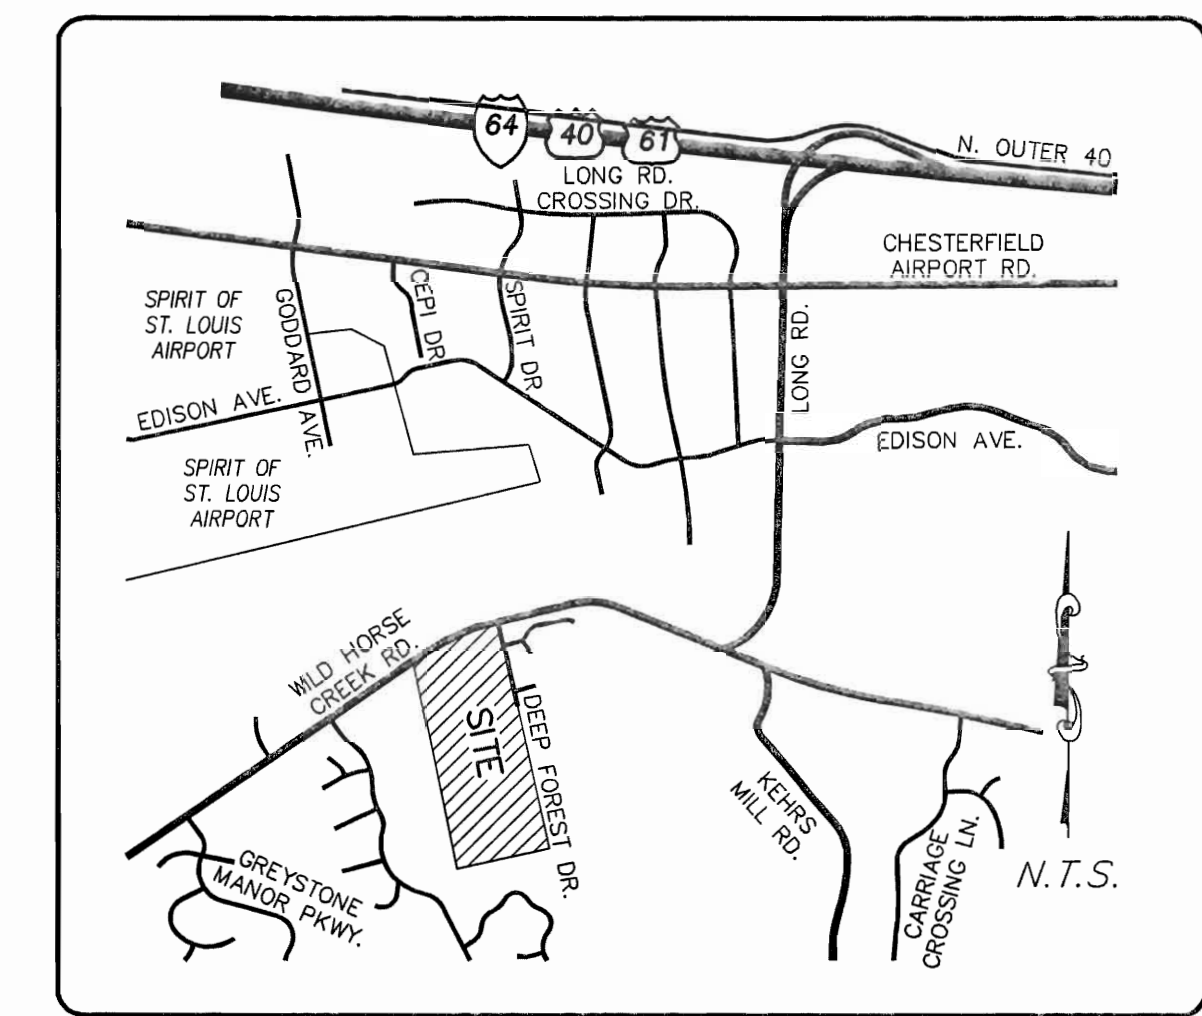 64
40
61
N. OUTER 40
LONG RD.
CROSSING DR.
CHESTERFIELD
AIRPORT RD.
SPIRIT OF
ST. LOUIS
AIRPORT
GODDARD AVE.
CEPI DR
SPIRIT DR
LONG RD.
EDISON AVE.
EDISON AVE.
SPIRIT OF
ST. LOUIS
AIRPORT
WILD HORSE
CREEK RD.
SITE
DEEP FOREST DR.
KEHRS
MILL RD.
CARRIAGE
CROSSING LN.
GREYSTONE
MANOR PKWY.
N.T.S.